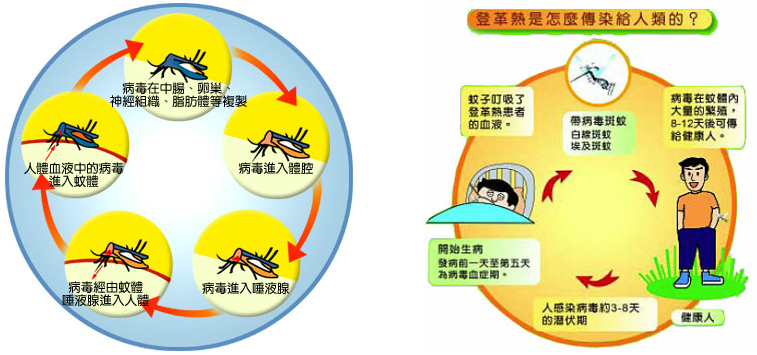 病毒在中腸、卵巢、
神經組織、脂肪體等複製
人體血液中的病毒
進入蚊體
病毒進入體腔
病毒經由蚊體
唾液腺進入人體
病毒進入唾液腺
登革熱是怎麼傳染給人類的？
蚊子叮吸了
登革熱患者
的血液。
帶病毒斑蚊
白線斑蚊
埃及斑蚊
病毒在蚊體內
大量的繁殖，
8-12天後可傳
給健康人。
開始生病
發病前一天至第五天
為病毒血症期。
人感染病毒約3-8天
的潛伏期
健康人